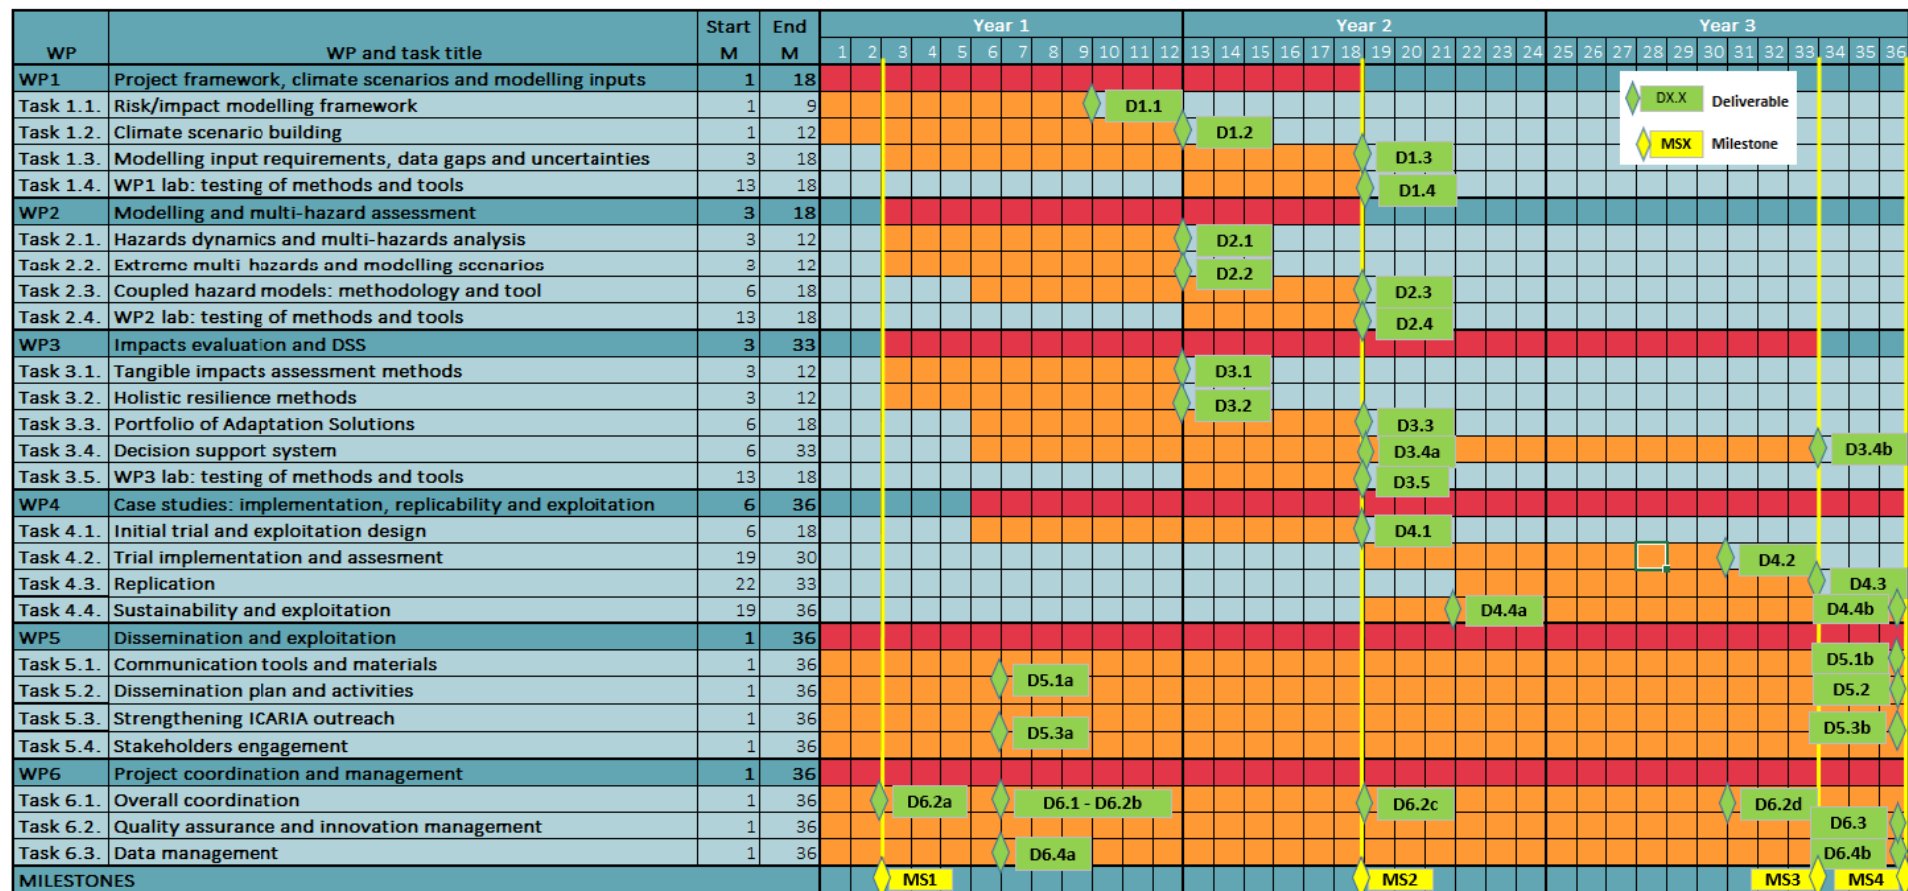 Start End Year 1 Year 2 Year 3
WP WP and task title M M 1 2 3 4 5 6 7 8 9 10 11 12 13 14 15 16 17 18 19 20 21 22 23 24 25 26 27 28 29 30 31 32 33 34 35 36
WP1 Project framework, climate scenarios and modelling inputs 1 18
DX.X Deliverable
Task 1.1. Risk/impact modelling framework 1 9 D1.1
Task 1.2. Climate scenario building 1 12 D1.2
MSX Milestone
Task 1.3. Modelling input requirements, data gaps and uncertainties 3 18 D1.3
Task 1.4. WP1 lab: testing of methods and tools 13 18 D1.4
WP2 Modelling and multi-hazard assessment 3 18
Task 2.1. Hazards dynamics and multi-hazards analysis 3 12 D2.1
Task 2.2. Extreme multi-hazards and modelling scenarios 3 12 D2.2
Task 2.3. Coupled hazard models: methodology and tool 6 18 D2.3
Task 2.4. WP2 lab: testing of methods and tools 13 18 D2.4
WP3 Impacts evaluation and DSS 3 33
Task 3.1. Tangible impacts assessment methods 3 12 D3.1
Task 3.2. Holistic resilience methods 3 12 D3.2
Task 3.3. Portfolio of Adaptation Solutions 6 18 D3.3
Task 3.4. Decision support system 6 33 D3.4a D3.4b
Task 3.5. WP3 lab: testing of methods and tools 13 18 D3.5
WP4 Case studies: implementation, replicability and exploitation 6 36
Task 4.1. Initial trial and exploitation design 6 18 D4.1
Task 4.2. Trial implementation and assesment 19 30 D4.2
Task 4.3. Replication 22 33 D4.3
Task 4.4. Sustainability and exploitation 19 36 D4.4a D4.4b
WP5 Dissemination and exploitation 1 36
Task 5.1. Communication tools and materials 1 36 D5.1a D5.1b
Task 5.2. Dissemination plan and activities 1 36 D5.2
Task 5.3. Strengthening ICARIA outreach 1 36 D5.3a D5.3b
Task 5.4. Stakeholders engagement 1 36
WP6 Project coordination and management 1 36
Task 6.1. Overall coordination 1 36 D6.2a D6.1 - D6.2b D6.2c D6.2d
Task 6.2. Quality assurance and innovation management 1 36 D6.3
Task 6.3. Data management 1 36 D6.4a D6.4b
MILESTONES MS1 MS2 MS3 MS4